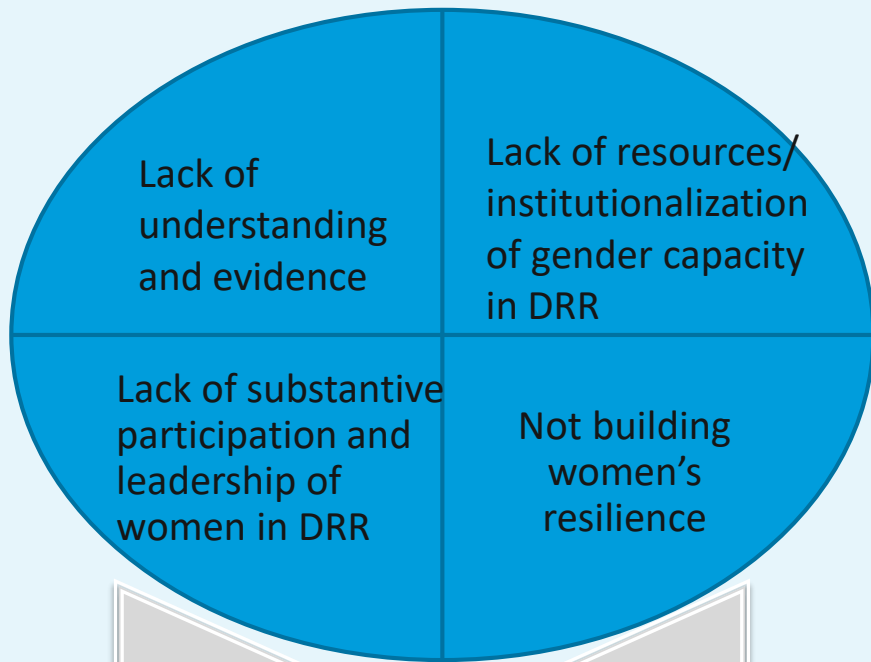 Lack of
understanding
and evidence
Lack of resources/
institutionalization
of gender capacity
in DRR
Lack of substantive
participation and
leadership of
women in DRR
Not building
women’s
resilience